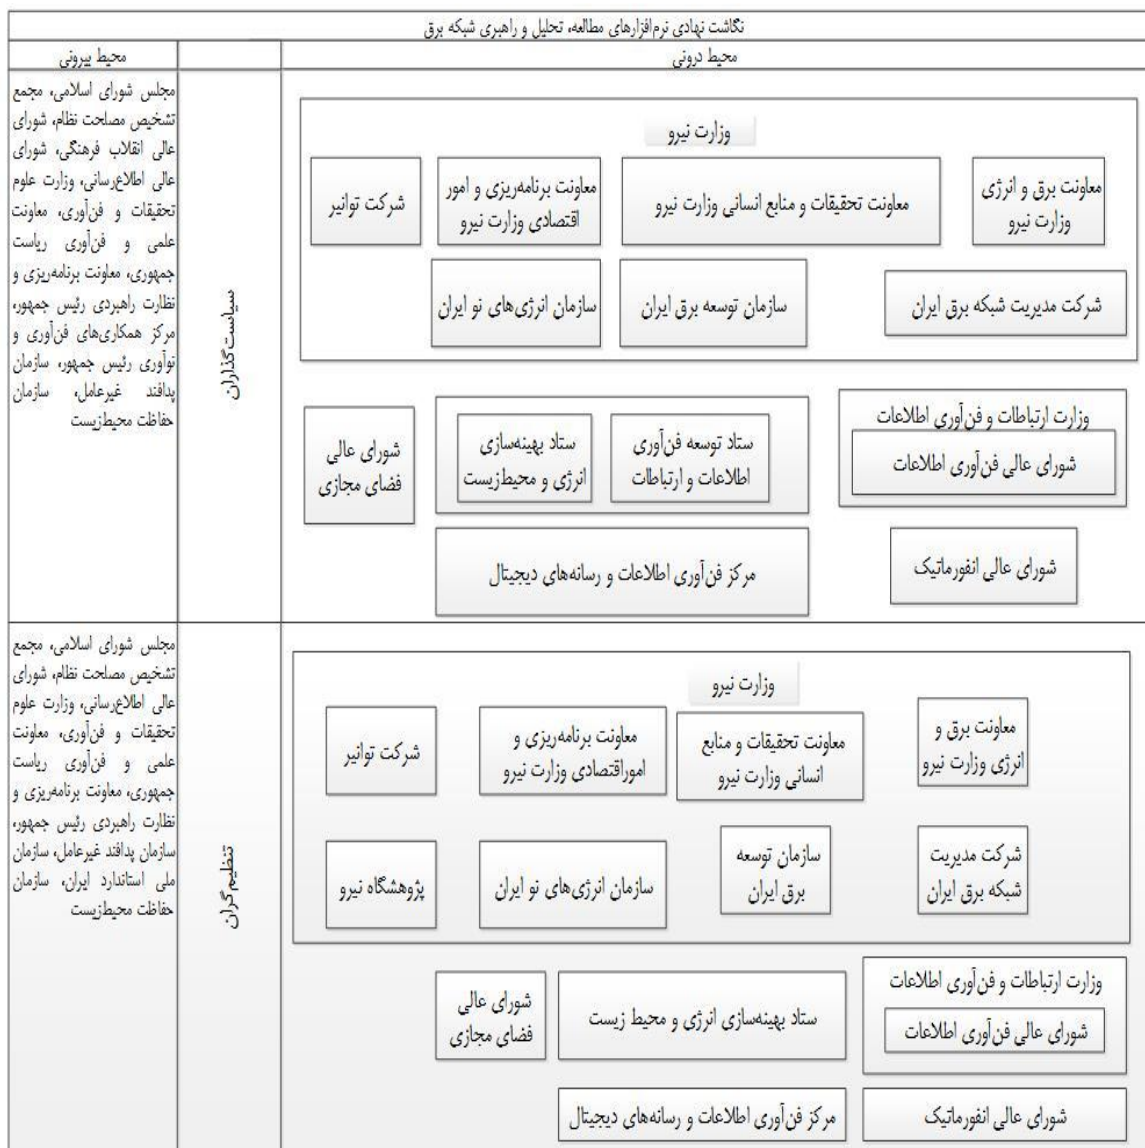 نگاشت نهادی نرم‌افزارهای مطالعه، تحلیل و راهبری شبکه برق
محیط درونی
محیط بیرونی
وزارت نیرو
معاونت برق و انرژی
وزارت نیرو
معاونت تحقیقات و منابع انسانی وزارت نیرو
معاونت برنامه‌ریزی و امور
اقتصادی وزارت نیرو
شرکت توانیر
شرکت مدیریت شبکه برق ایران
سازمان توسعه برق ایران
سازمان انرژی‌های نو ایران
وزارت ارتباطات و فن‌آوری اطلاعات
شورای عالی فن‌آوری اطلاعات
ستاد توسعه فن‌آوری
اطلاعات و ارتباطات
ستاد بهینه‌سازی
انرژی و محیط‌زیست
شورای عالی
فضای مجازی
شورای عالی انفورماتیک
مرکز فن‌آوری اطلاعات و رسانه‌های دیجیتال
سیاست‌گذاران
مجلس شورای اسلامی، مجمع
تشخیص مصلحت نظام، شورای
عالی انقلاب فرهنگی، شورای
عالی اطلاع‌رسانی، وزارت علوم
تحقیقات و فن‌آوری، معاونت
علمی و فن‌آوری ریاست
جمهوری، معاونت برنامه‌ریزی و
نظارت راهبردی رئیس جمهور،
مرکز همکاری‌های فن‌آوری و
نوآوری رئیس جمهور، سازمان
پدافند غیرعامل، سازمان
حفاظت محیط‌زیست
وزارت نیرو
معاونت برق و
انرژی وزارت نیرو
معاونت تحقیقات و منابع
انسانی وزارت نیرو
معاونت برنامه‌ریزی و
اموراقتصادی وزارت نیرو
شرکت توانیر
شرکت مدیریت
شبکه برق ایران
سازمان توسعه
برق ایران
سازمان انرژی‌های نو ایران
پژوهشگاه نیرو
وزارت ارتباطات و فن‌آوری اطلاعات
شورای عالی فن‌آوری اطلاعات
ستاد بهینه‌سازی انرژی و محیط زیست
شورای عالی
فضای مجازی
شورای عالی انفورماتیک
مرکز فن‌آوری اطلاعات و رسانه‌های دیجیتال
تنظیم‌گران
مجلس شورای اسلامی، مجمع
تشخیص مصلحت نظام، شورای
عالی اطلاع‌رسانی، وزارت علوم
تحقیقات و فن‌آوری، معاونت
علمی و فن‌آوری ریاست
جمهوری، معاونت برنامه‌ریزی و
نظارت راهبردی رئیس جمهور،
سازمان پدافند غیرعامل، سازمان
ملی استاندارد ایران، سازمان
حفاظت محیط‌زیست